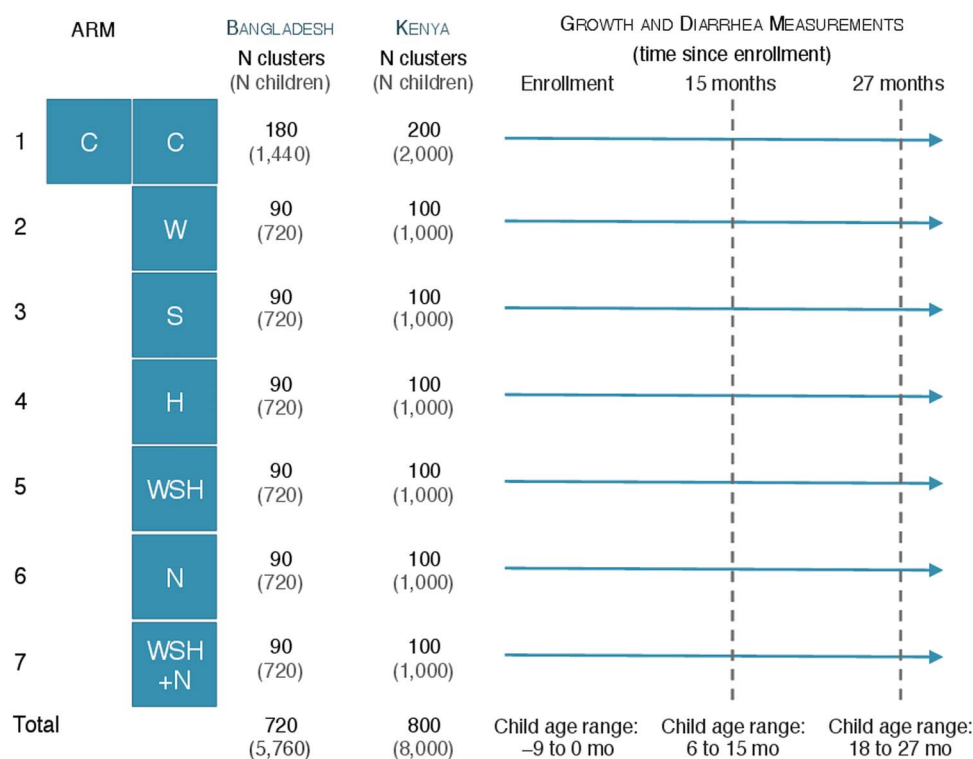 ARM BANGLADESH KENYA GROWTH AND DIARRHEA MEASUREMENTS
N clusters N clusters (time since enrollment)
(N children) (N children) Enrollment 15 months 27 months
1 C C 180 200
(1,440) (2,000)
2 W 90 100
(720) (1,000)
3 S 90 100
(720) (1,000)
4 H 90 100
(720) (1,000)
5 WSH 90 100
(720) (1,000)
6 N 90 100
(720) (1,000)
7 WSH 90 100
+N (720) (1,000)
Total 720 800 Child age range: Child age range: Child age range:
(5,760) (8,000) –9 to 0 mo 6 to 15 mo 18 to 27 mo